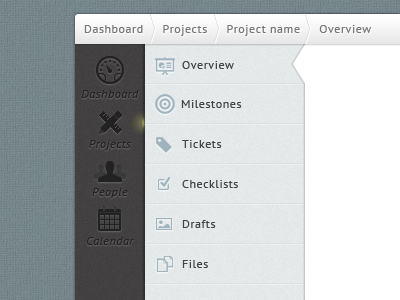 Dashboard Projects Project name Overview
Dashboard
Projects
People
Calendar
Overview
Milestones
Tickets
Checklists
Drafts
Files